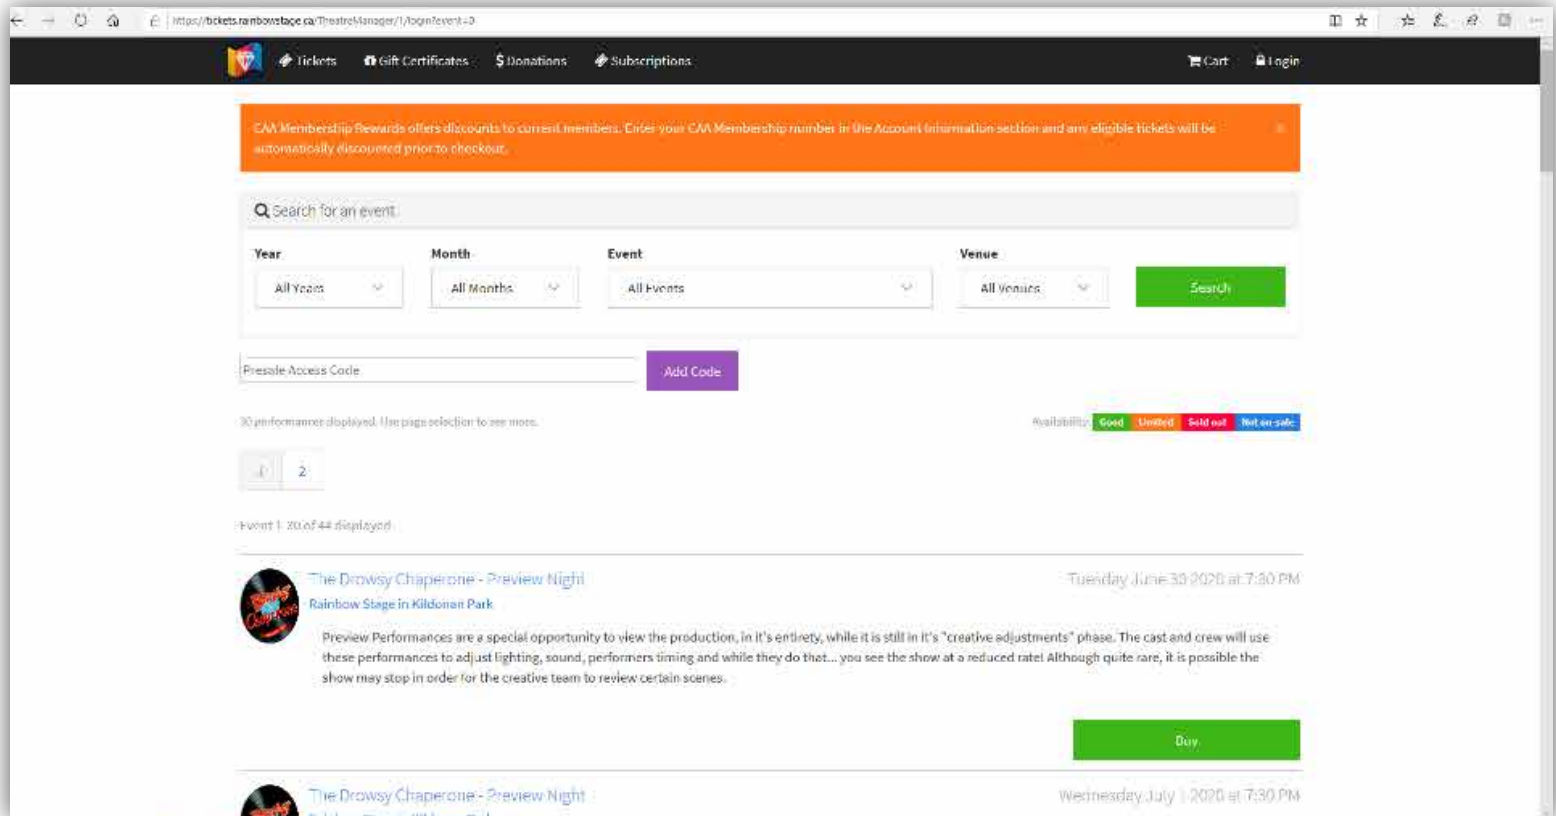 https://tickets.rainbowstage.ca/TheatreManager/1/login?event=0
Tickets Gift Certificates $ Donations Subscriptions Cart Login
CAA Membership Rewards offers discounts to current members. Enter your CAA Membership number in the Account Information section and any eligible tickets will be
automatically discounted prior to checkout.
Search for an event
Year Month Event Venue
All Years All Months All Events All Venues Search
Presale Access Code Add Code
30 performances displayed. Use page selection to see more. Availability: Good Limited Sold out Not on-sale
1 2
Event 1-30 of 44 displayed
The Drowsy Chaperone - Preview Night Tuesday June 30 2020 at 7:30 PM
Rainbow Stage in Kildonan Park
Preview Performances are a special opportunity to view the production, in it's entirety, while it is still in it's "creative adjustments" phase. The cast and crew will use
these performances to adjust lighting, sound, performers timing and while they do that... you see the show at a reduced rate! Although quite rare, it is possible the
show may stop in order for the creative team to review certain scenes.
Buy
The Drowsy Chaperone - Preview Night Wednesday July 1 2020 at 7:30 PM